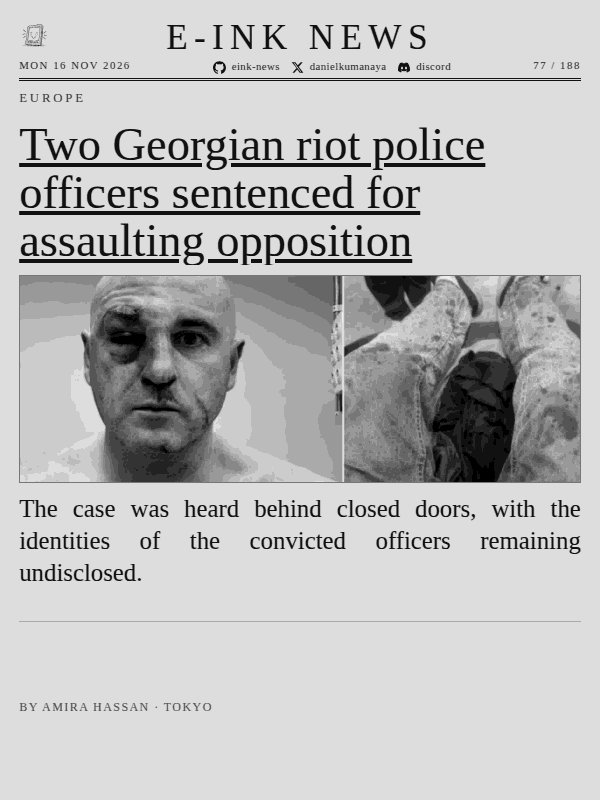 E-INK NEWS
MON 16 NOV 2026
eink-news danielkumanaya discord
77 / 188
EUROPE
Two Georgian riot police
officers sentenced for
assaulting opposition
The case was heard behind closed doors, with the
identities of the convicted officers remaining
undisclosed.
BY AMIRA HASSAN · TOKYO